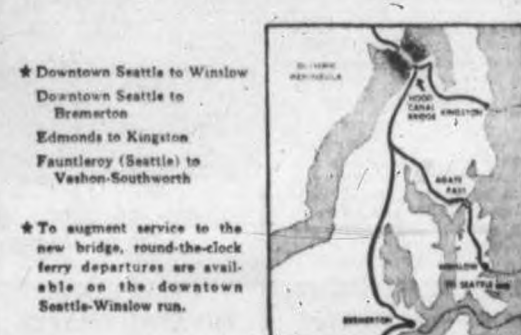 ★ Downtown Seattle to Winslow
Downtown Seattle to
Bremerton
Edmonds to Kingston
Fauntleroy (Seattle) to
Vashon-Southworth
★ To augment service to the
new bridge, round-the-clock
ferry departures are avail-
able on the downtown
Seattle-Winslow run.
OLYMPIC
PENINSULA
HOOD
CANAL
BRIDGE
KINGSTON
AGATE
PASS
WINSLOW
TO SEATTLE
BREMERTON